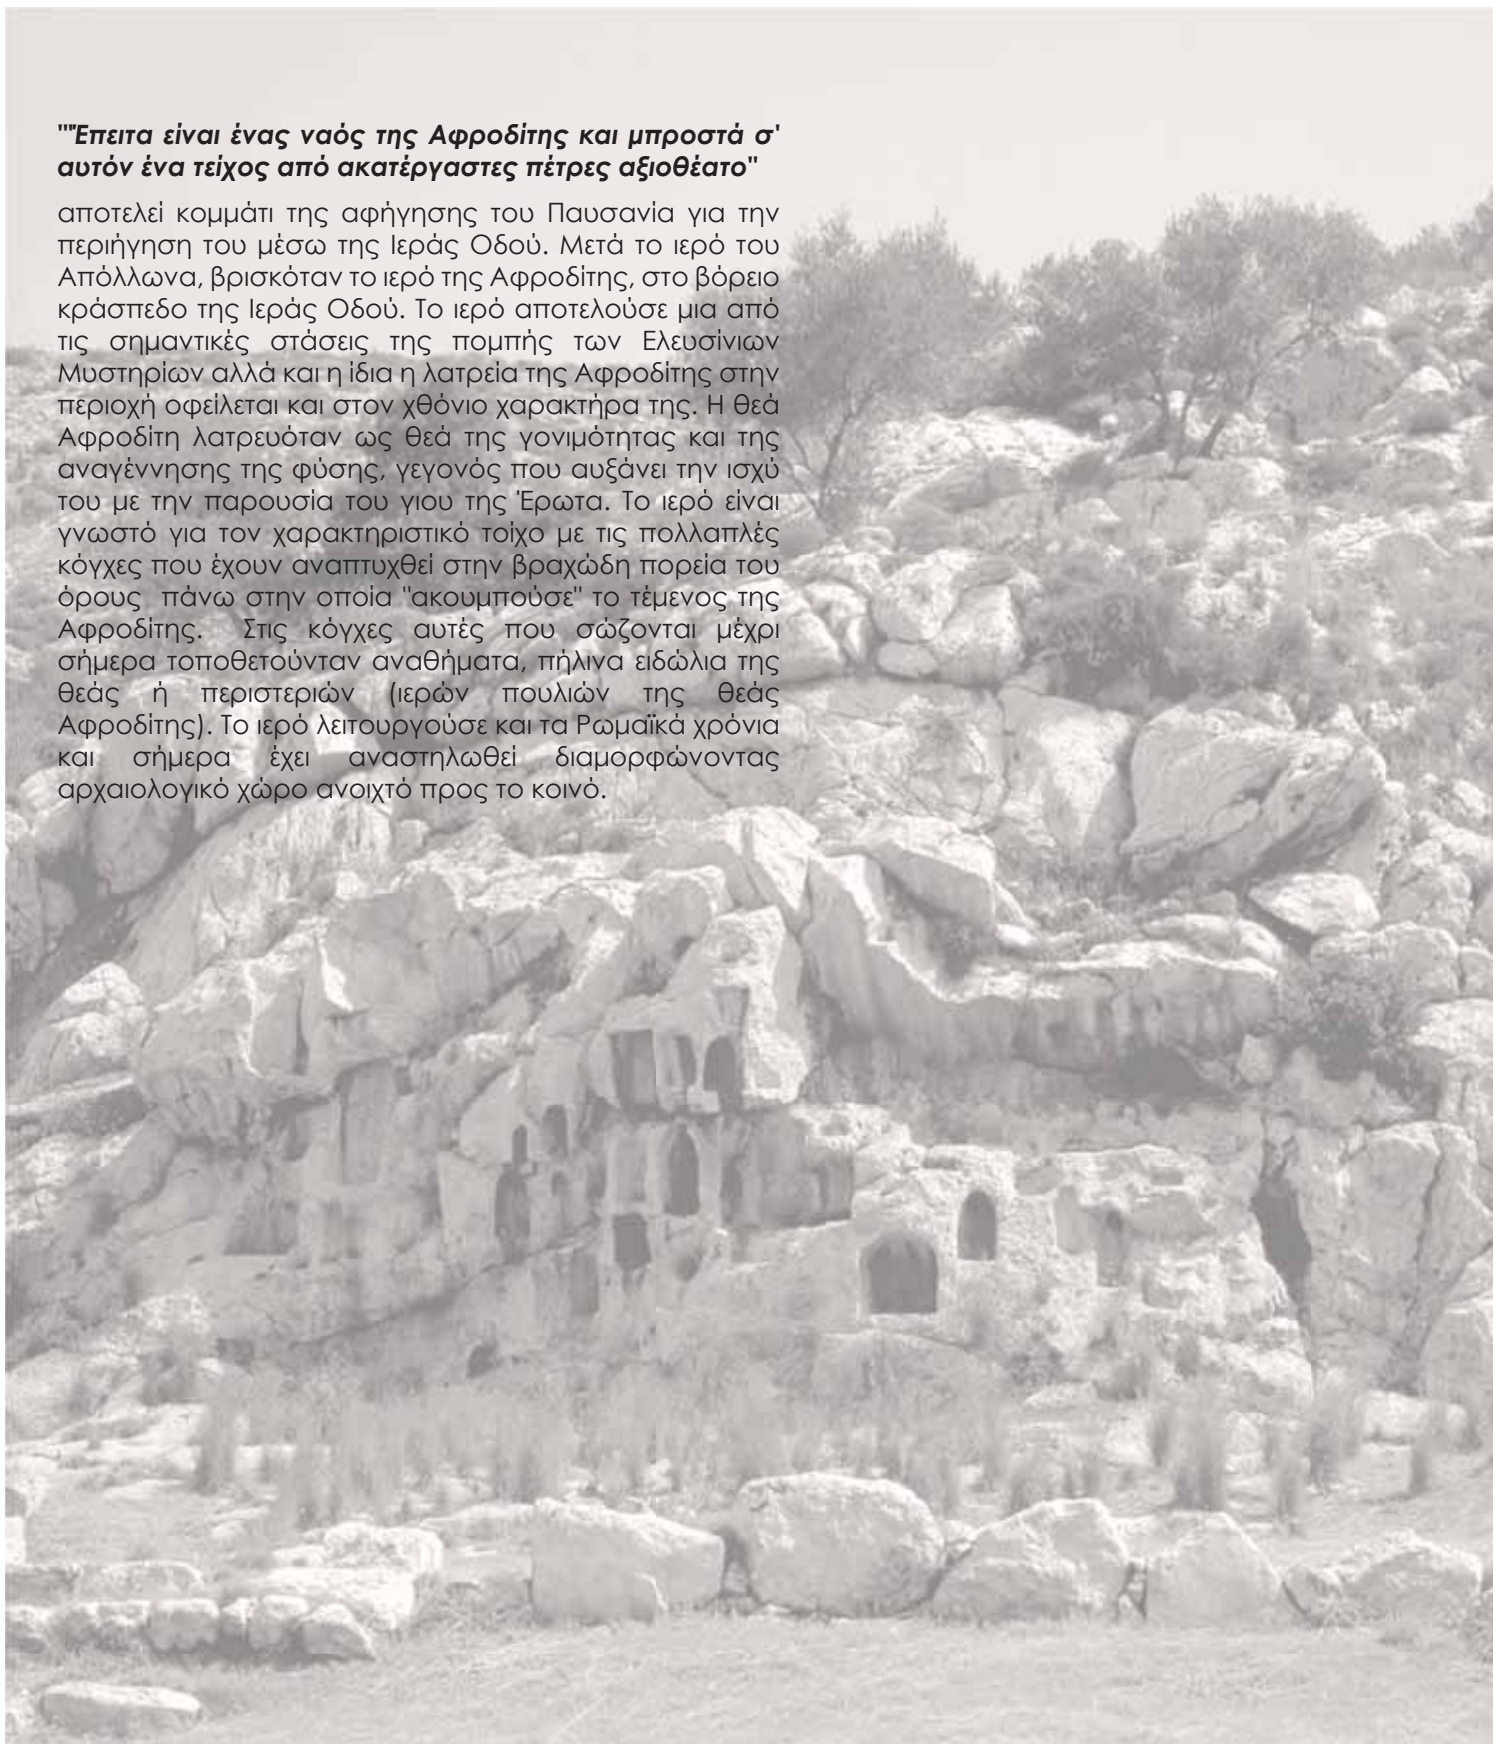 "'Έπειτα είναι ένας ναός της Αφροδίτης και μπροστά σ'
αυτόν ένα τείχος από ακατέργαστες πέτρες αξιοθέατο"
αποτελεί κομμάτι της αφήγησης του Παυσανία για την
περιήγηση του μέσω της Ιεράς Οδού. Μετά το ιερό του
Απόλλωνα, βρισκόταν το ιερό της Αφροδίτης, στο βόρειο
κράσπεδο της Ιεράς Οδού. Το ιερό αποτελούσε μια από
τις σημαντικές στάσεις της πομπής των Ελευσίνιων
Μυστηρίων αλλά και η ίδια η λατρεία της Αφροδίτης στην
περιοχή οφείλεται και στον χθόνιο χαρακτήρα της. Η θεά
Αφροδίτη λατρευόταν ως θεά της γονιμότητας και της
αναγέννησης της φύσης, γεγονός που αυξάνει την ισχύ
του με την παρουσία του γιου της Έρωτα. Το ιερό είναι
γνωστό για τον χαρακτηριστικό τοίχο με τις πολλαπλές
κόγχες που έχουν αναπτυχθεί στην βραχώδη πορεία του
όρους πάνω στην οποία "ακουμπούσε" το τέμενος της
Αφροδίτης. Στις κόγχες αυτές που σώζονται μέχρι
σήμερα τοποθετούνταν αναθήματα, πήλινα ειδώλια της
θεάς ή περιστεριών (ιερών πουλιών της θεάς
Αφροδίτης). Το ιερό λειτουργούσε και τα Ρωμαϊκά χρόνια
και σήμερα έχει αναστηλωθεί διαμορφώνοντας
αρχαιολογικό χώρο ανοιχτό προς το κοινό.